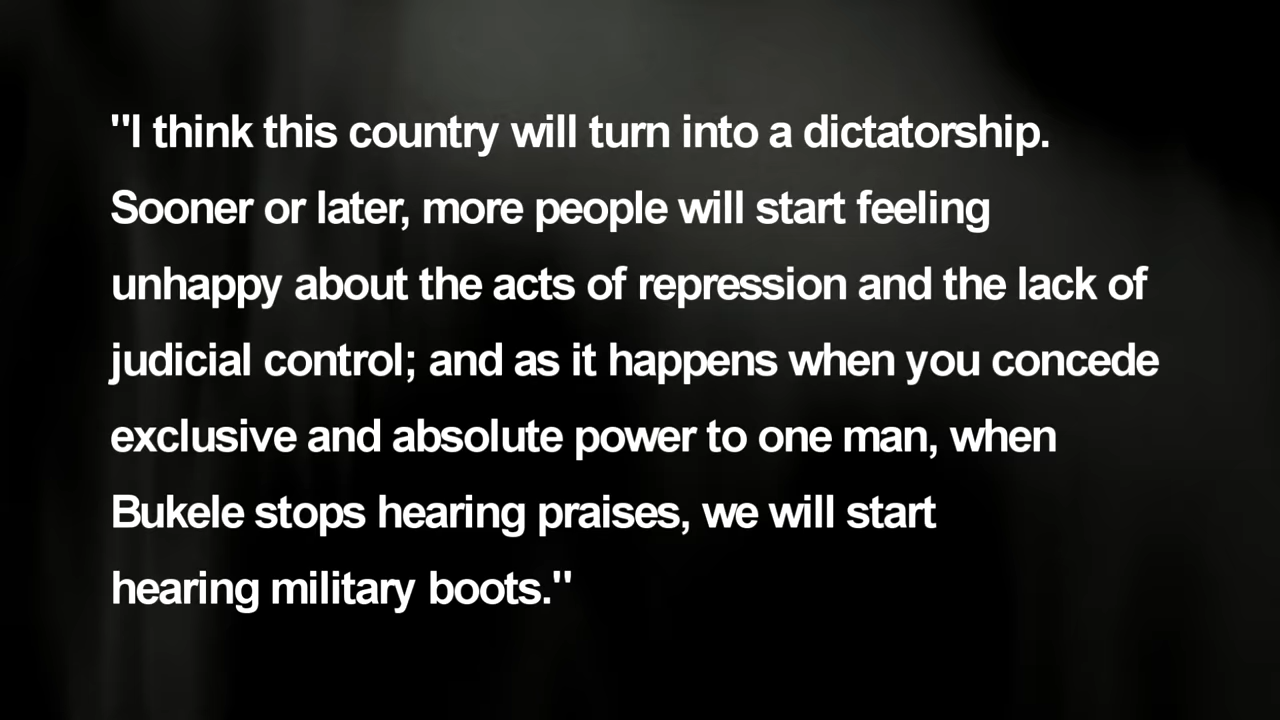 "I think this country will turn into a dictatorship.
Sooner or later, more people will start feeling
unhappy about the acts of repression and the lack of
judicial control; and as it happens when you concede
exclusive and absolute power to one man, when
Bukele stops hearing praises, we will start
hearing military boots."